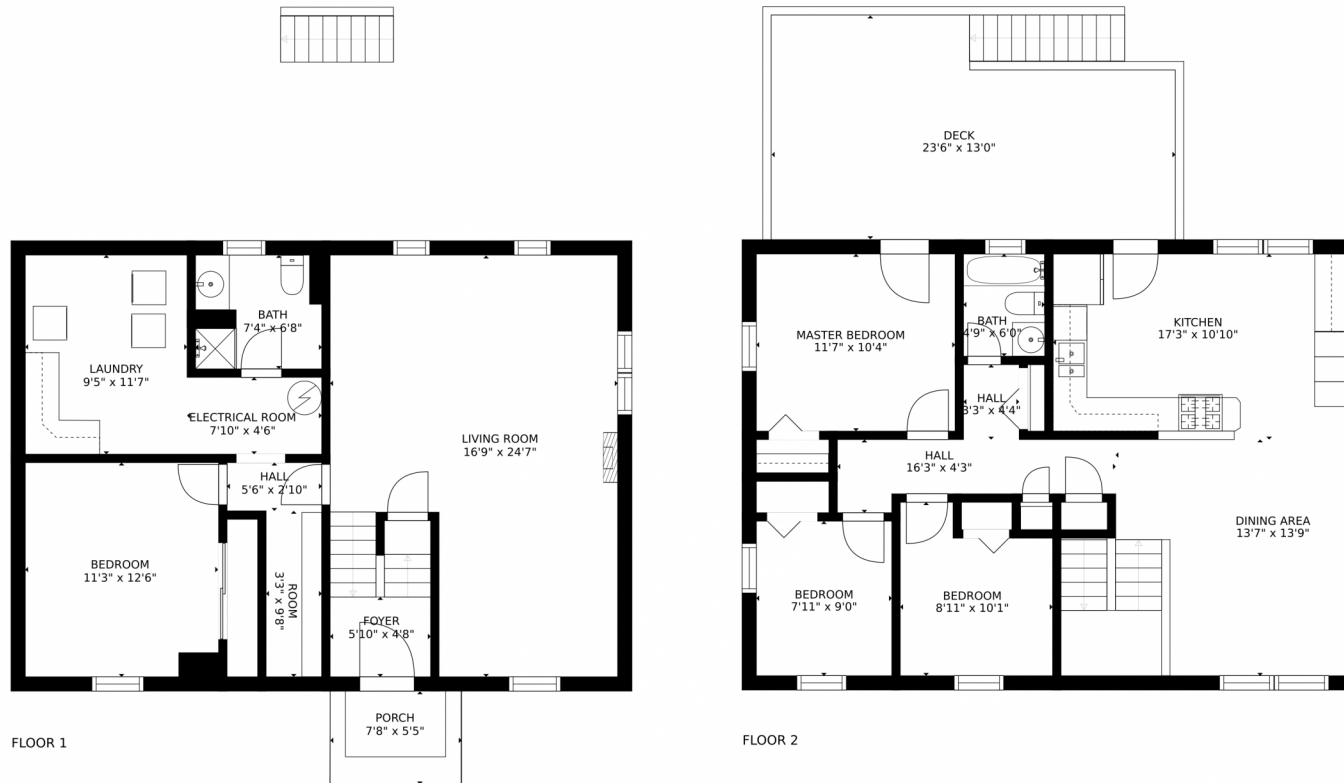 DECK
23'6" x 13'0"
BATH
7'4" x 6'8"
LAUNDRY
9'5" x 11'7"
ELECTRICAL ROOM
7'10" x 4'6"
LIVING ROOM
16'9" x 24'7"
HALL
5'6" x 2'10"
BEDROOM
11'3" x 12'6"
ROOM
3'3" x 9'8"
FOYER
5'10" x 4'8"
PORCH
7'8" x 5'5"
FLOOR 1
MASTER BEDROOM
11'7" x 10'4"
BATH
4'9" x 6'0"
KITCHEN
17'3" x 10'10"
HALL
3'3" x 4'4"
HALL
16'3" x 4'3"
DINING AREA
13'7" x 13'9"
BEDROOM
7'11" x 9'0"
BEDROOM
8'11" x 10'1"
FLOOR 2